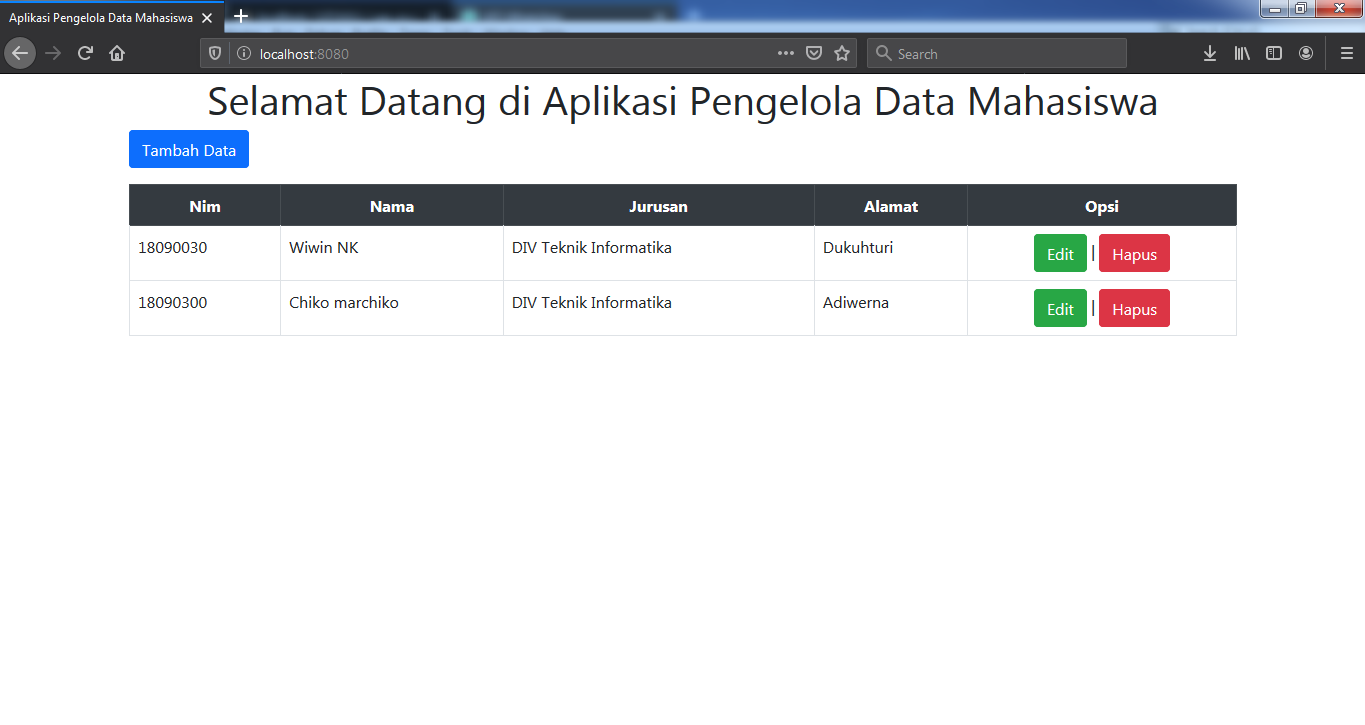 Aplikasi Pengelola Data Mahasiswa
localhost:8080
Search
Selamat Datang di Aplikasi Pengelola Data Mahasiswa
Tambah Data
Nim Nama Jurusan Alamat Opsi
18090030 Wiwin NK DIV Teknik Informatika Dukuhturi Edit | Hapus
18090300 Chiko marchiko DIV Teknik Informatika Adiwerna Edit | Hapus